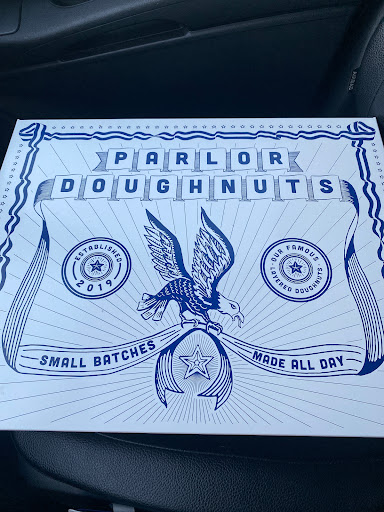 PARLOR
DOUGHNUTS
ESTABLISHED
2019
OUR FAMOUS
LAYERED DOUGHNUTS
SMALL BATCHES
MADE ALL DAY